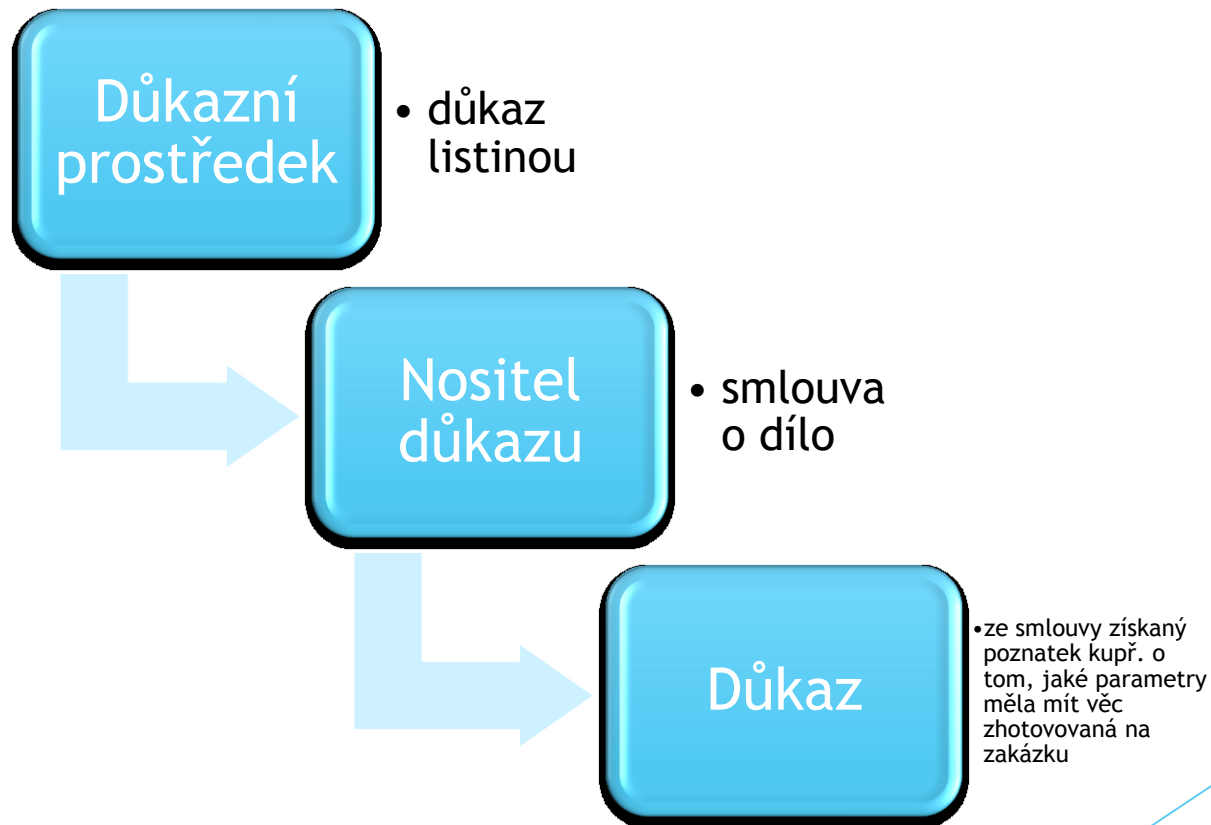 Důkazní
prostředek
• důkaz
listinou
Nositel
důkazu
• smlouva
o dílo
Důkaz
•ze smlouvy získaný
poznatek kupř. o
tom, jaké parametry
měla mít věc
zhotovovaná na
zakázku